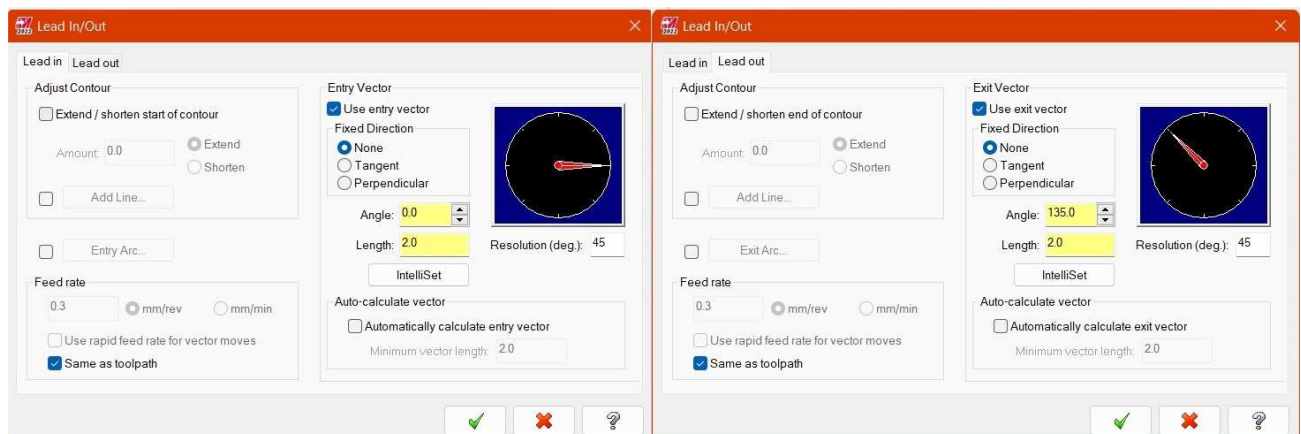 Lead In/Out
Lead in Lead out
Adjust Contour
Extend / shorten start of contour
Amount: 0.0
Extend
Shorten
Add Line...
Entry Arc...
Feed rate
0.3
mm/rev
mm/min
Use rapid feed rate for vector moves
Same as toolpath
Entry Vector
Use entry vector
Fixed Direction
None
Tangent
Perpendicular
Angle: 0.0
Length: 2.0
Resolution (deg.): 45
IntelliSet
Auto-calculate vector
Automatically calculate entry vector
Minimum vector length: 2.0
Lead In/Out
Lead in Lead out
Adjust Contour
Extend / shorten end of contour
Amount: 0.0
Extend
Shorten
Add Line...
Exit Arc...
Feed rate
0.3
mm/rev
mm/min
Use rapid feed rate for vector moves
Same as toolpath
Exit Vector
Use exit vector
Fixed Direction
None
Tangent
Perpendicular
Angle: 135.0
Length: 2.0
Resolution (deg.): 45
IntelliSet
Auto-calculate vector
Automatically calculate exit vector
Minimum vector length: 2.0